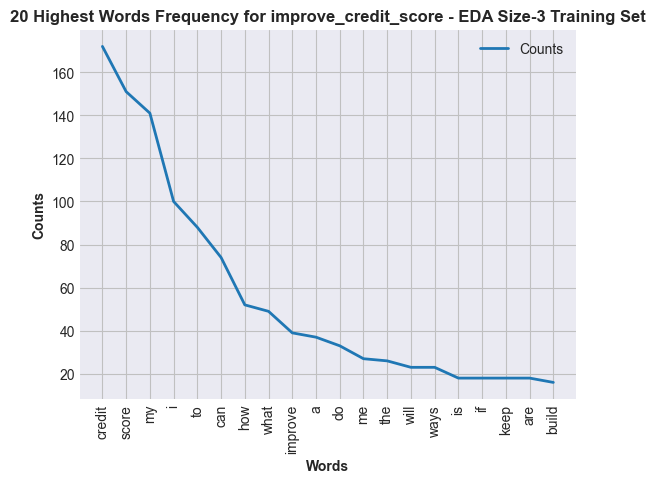 20 Highest Words Frequency for improve_credit_score - EDA Size-3 Training Set
Counts
160
140
120
100
80
60
40
20
Counts
credit
score
my
i
to
can
how
what
improve
a
do
me
the
will
ways
is
if
keep
are
build
Words